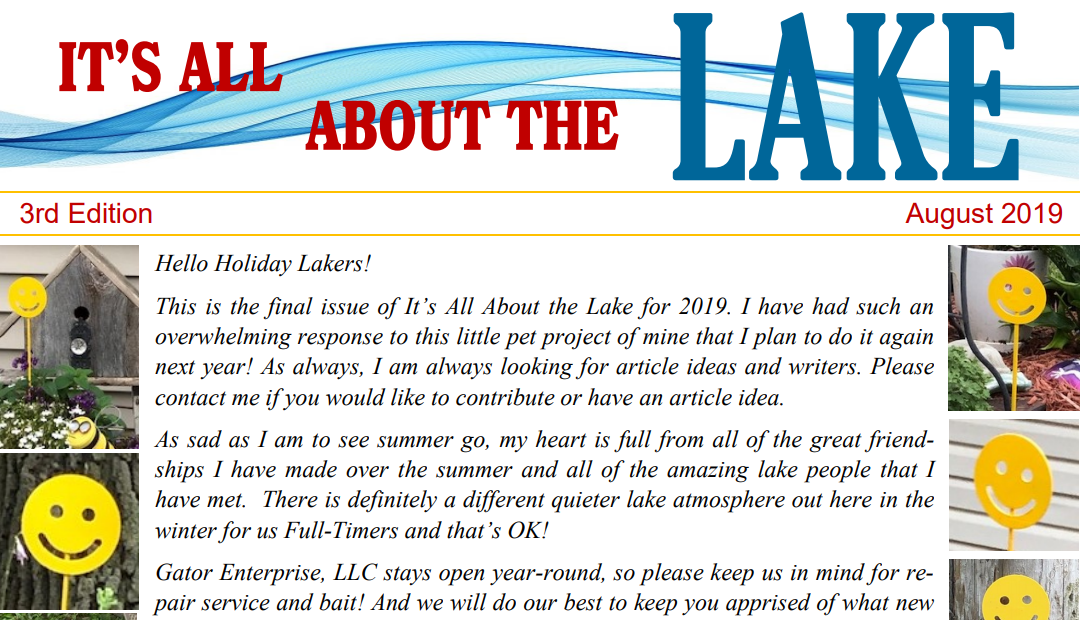 IT'S ALL
ABOUT THE
LAKE
3rd Edition
August 2019
Hello Holiday Lakers!
This is the final issue of It's All About the Lake for 2019. I have had such an
overwhelming response to this little pet project of mine that I plan to do it again
next year! As always, I am always looking for article ideas and writers. Please
contact me if you would like to contribute or have an article idea.
As sad as I am to see summer go, my heart is full from all of the great friend-
ships I have made over the summer and all of the amazing lake people that I
have met. There is definitely a different quieter lake atmosphere out here in the
winter for us Full-Timers and that's OK!
Gator Enterprise, LLC stays open year-round, so please keep us in mind for re-
pair service and bait! And we will do our best to keep you apprised of what new